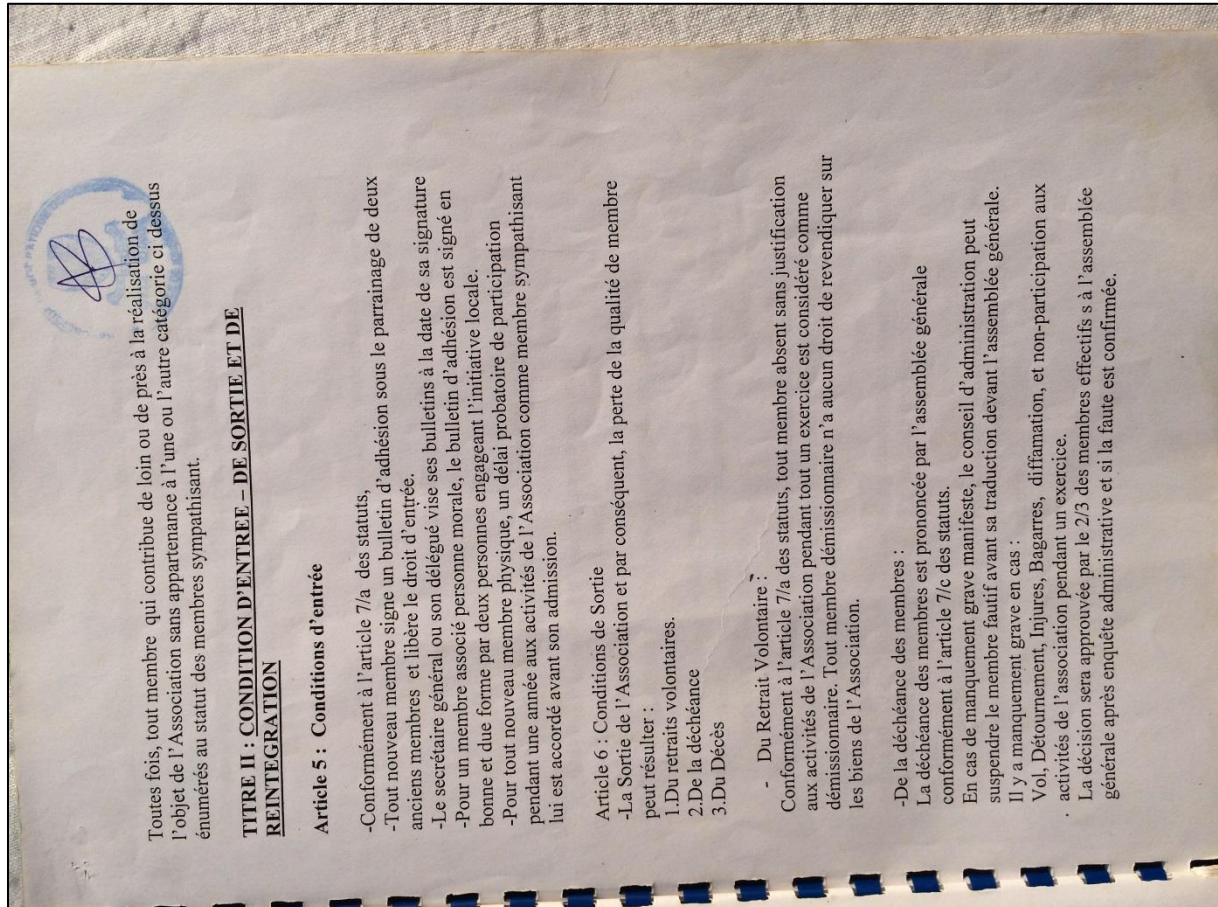 Toutes fois, tout membre qui contribue de loin ou de près à la réalisation de
l'objet de l'Association sans appartenance à l'une ou l'autre catégorie ci dessus
énumérés au statut des membres sympathisant.
TITRE II : CONDITION D'ENTREE – DE SORTIE ET DE
REINTEGRATION
Article 5 : Conditions d'entrée
-Conformément à l'article 7/a des statuts,
-Tout nouveau membre signe un bulletin d'adhésion sous le parrainage de deux
anciens membres et libère le droit d'entrée.
-Le secrétaire général ou son délégué vise ses bulletins à la date de sa signature
-Pour un membre associé personne morale, le bulletin d'adhésion est signé en
bonne et due forme par deux personnes engageant l'initiative locale.
-Pour tout nouveau membre physique, un délai probatoire de participation
pendant une année aux activités de l'Association comme membre sympathisant
lui est accordé avant son admission.
Article 6 : Conditions de Sortie
-La Sortie de l'Association et par conséquent, la perte de la qualité de membre
peut résulter :
1.Du retraits volontaires.
2.De la déchéance
3.Du Décès
- Du Retrait Volontaire :
Conformément à l'article 7/a des statuts, tout membre absent sans justification
aux activités de l'Association pendant tout un exercice est considéré comme
démissionnaire. Tout membre démissionnaire n'a aucun droit de revendiquer sur
les biens de l'Association.
-De la déchéance des membres :
La déchéance des membres est prononcée par l'assemblée générale
conformément à l'article 7/c des statuts.
En cas de manquement grave manifeste, le conseil d'administration peut
suspendre le membre fautif avant sa traduction devant l'assemblée générale.
Il y a manquement grave en cas :
Vol, Détournement, Injures, Bagarres, diffamation, et non-participation aux
activités de l'association pendant un exercice.
La décision sera approuvée par le 2/3 des membres effectifs s à l'assemblée
générale après enquête administrative et si la faute est confirmée.